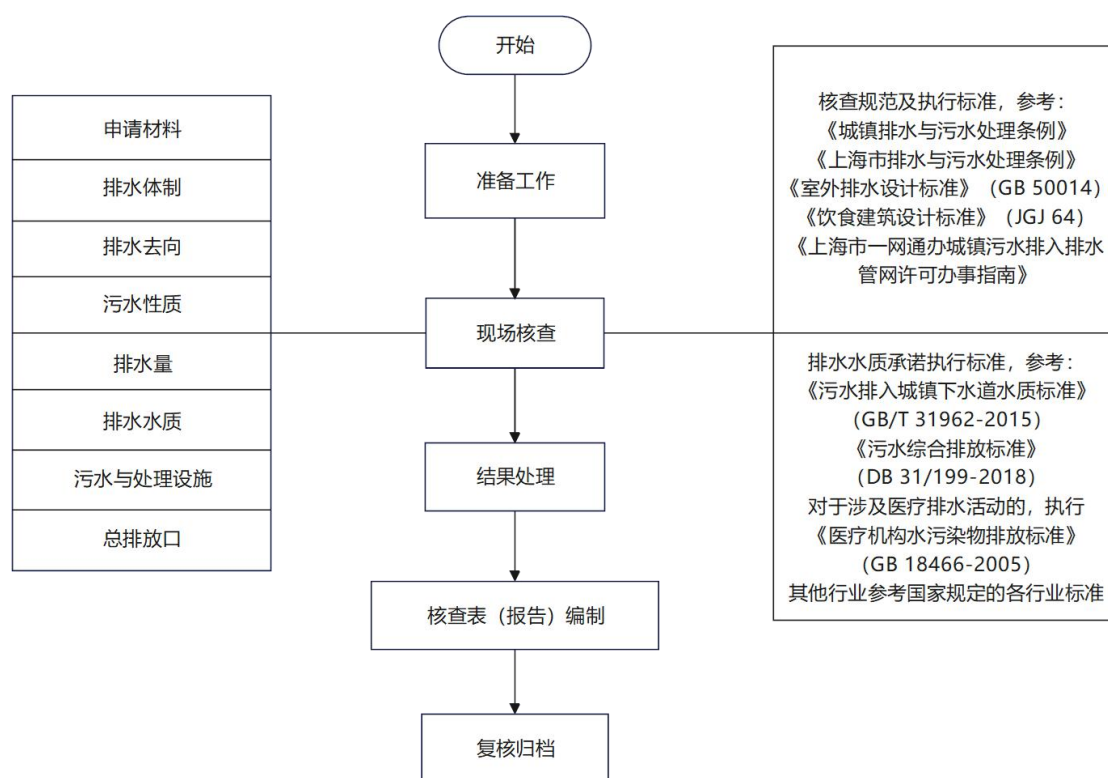 开始
申请材料
排水体制
排水去向
污水性质
排水量
排水水质
污水与处理设施
总排放口
准备工作
现场核查
结果处理
核查表（报告）编制
复核归档
核查规范及执行标准，参考：
《城镇排水与污水处理条例》
《上海市排水与污水处理条例》
《室外排水设计标准》（GB 50014）
《饮食建筑设计标准》（JGJ 64）
《上海市一网通办城镇污水排入排水
管网许可办事指南》
排水水质承诺执行标准，参考：
《污水排入城镇下水道水质标准》
（GB/T 31962-2015）
《污水综合排放标准》
（DB 31/199-2018）
对于涉及医疗排水活动的，执行
《医疗机构水污染物排放标准》
（GB 18466-2005）
其他行业参考国家规定的各行业标准